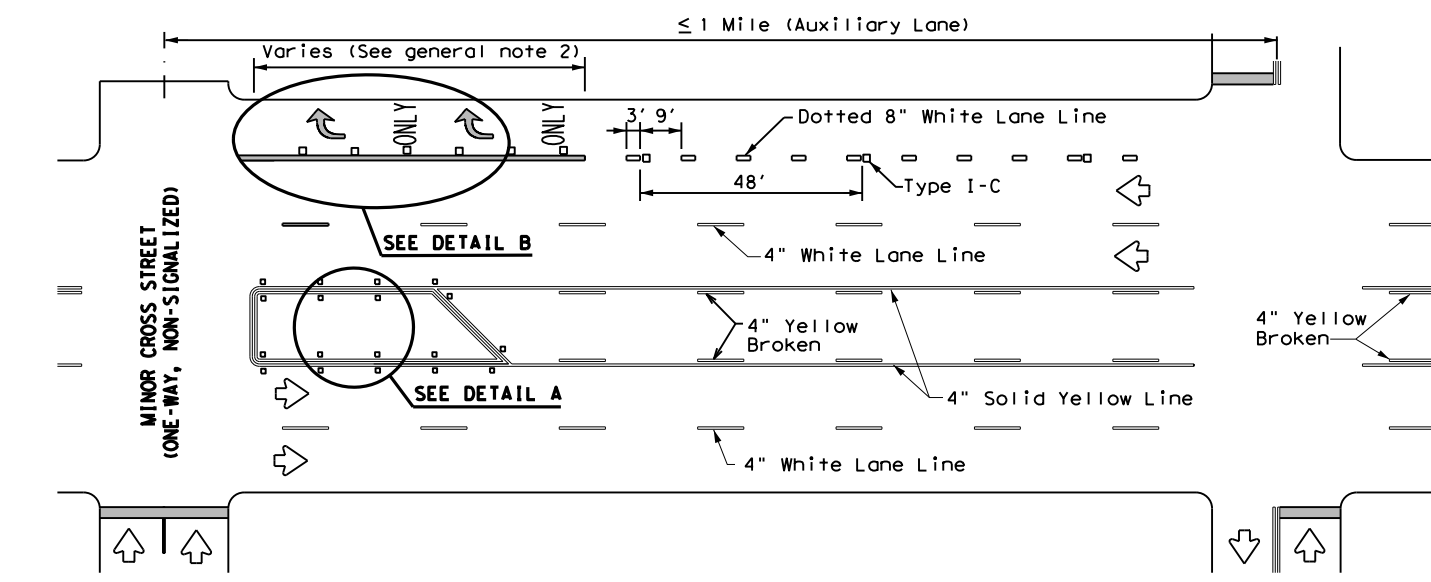 ≤ 1 Mile (Auxiliary Lane)
Varies (See general note 2)
ONLY
ONLY
3' 9'
Dotted 8" White Lane Line
48'
Type I-C
SEE DETAIL B
4" White Lane Line
MINOR CROSS STREET
(ONE-WAY, NON-SIGNALIZED)
4" Yellow
Broken
4" Yellow
Broken
SEE DETAIL A
4" Solid Yellow Line
4" White Lane Line